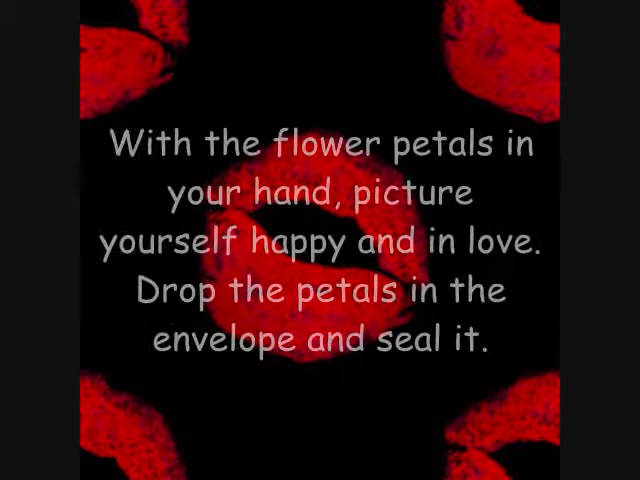 With the flower petals in
your hand, picture
yourself happy and in love.
Drop the petals in the
envelope and seal it.